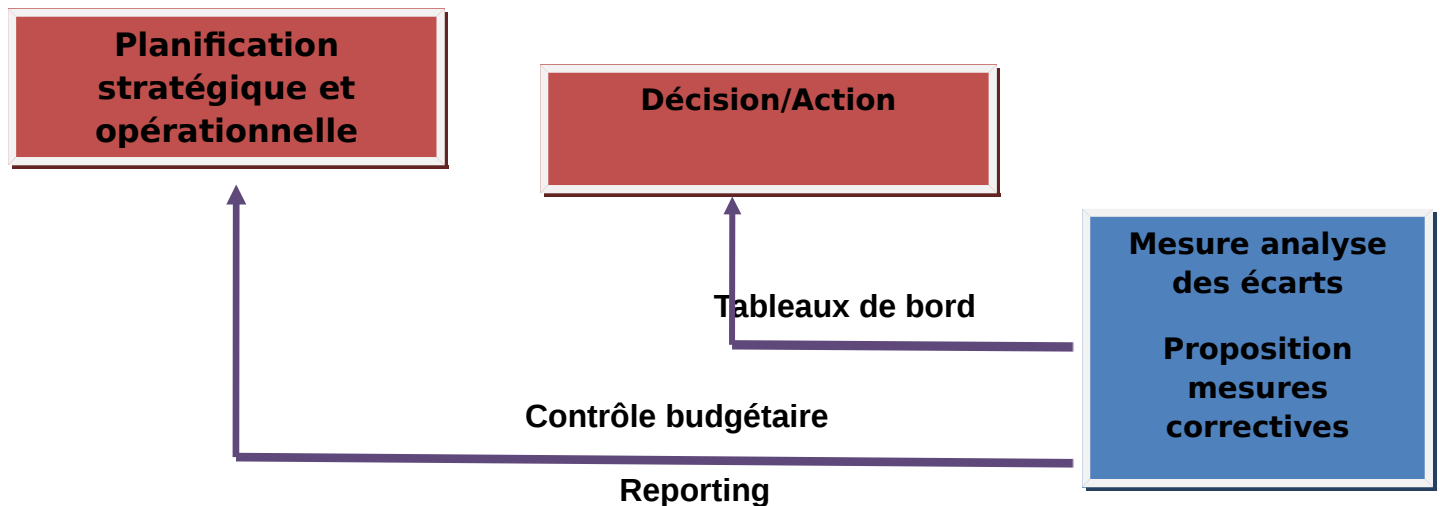 Planification
stratégique et
opérationnelle
Décision/Action
Mesure analyse
des écarts
Proposition
mesures
correctives
Tableaux de bord
Contrôle budgétaire
Reporting